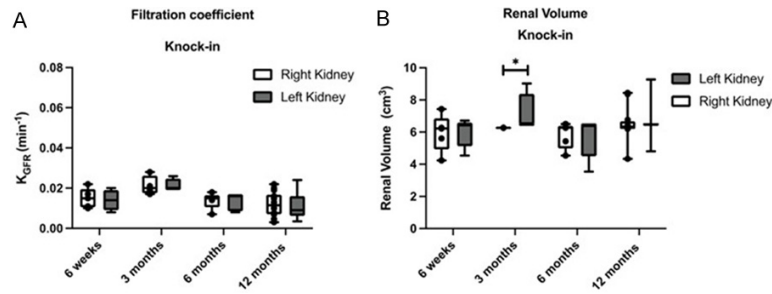 A
Filtration coefficient
Knock-in
0.08
0.06
0.04
0.02
0.00
K_GFR (min⁻¹)
Right Kidney
Left Kidney
6 weeks
3 months
6 months
12 months
B
Renal Volume
Knock-in
*
10
8
6
4
2
0
Renal Volume (cm³)
Left Kidney
Right Kidney
6 weeks
3 months
6 months
12 months